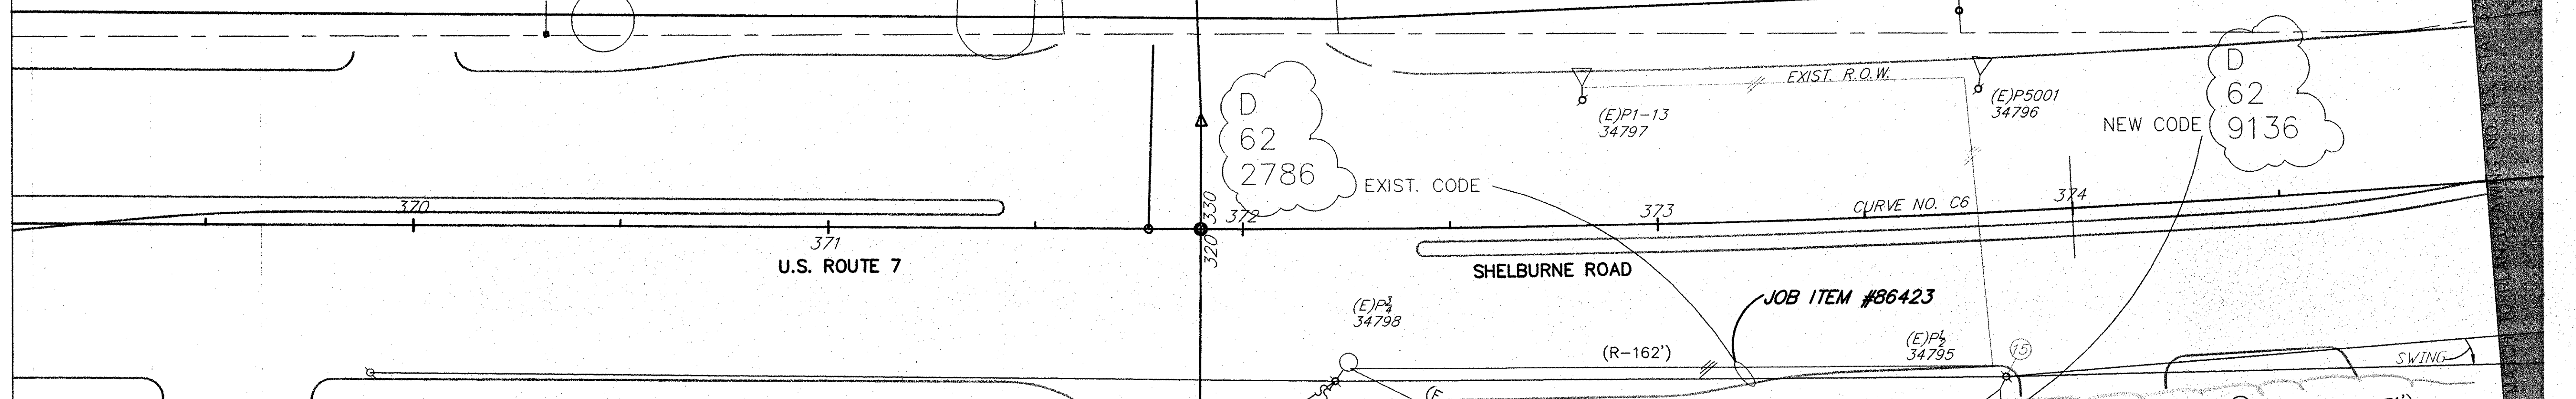 D
62
2786
EXIST. CODE
EXIST. R.O.W.
(E)P1-13
34797
(E)P5001
34796
NEW CODE
D
62
9136
370
371
330
320
372
373
CURVE NO. C6
374
U.S. ROUTE 7
SHELBURNE ROAD
JOB ITEM #86423
(E)P3/4
34798
(R-162')
(E)P1/2
34795
15
SWING
(E